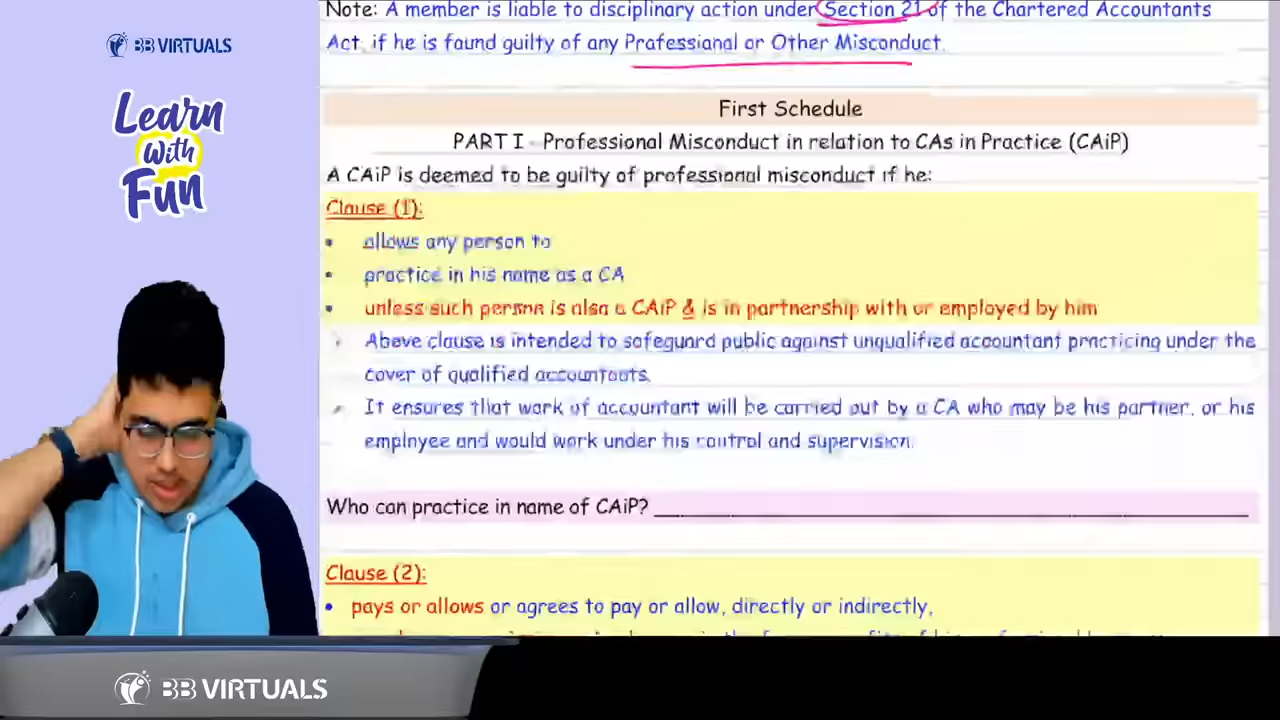 Note: A member is liable to disciplinary action under Section 21 of the Chartered Accountants
Act, if he is found guilty of any Professional or Other Misconduct.
BB VIRTUALS
Learn
With
Fun
First Schedule
PART I - Professional Misconduct in relation to CAs in Practice (CAiP)
A CAiP is deemed to be guilty of professional misconduct if he:
Clause (1):
• allows any person to
• practice in his name as a CA
• unless such person is also a CAiP & is in partnership with or employed by him
Above clause is intended to safeguard public against unqualified accountant practicing under the
cover of qualified accountants.
It ensures that work of accountant will be carried out by a CA who may be his partner, or his
employee and would work under his control and supervision.
Who can practice in name of CAiP?
Clause (2):
• pays or allows or agrees to pay or allow, directly or indirectly,
BB VIRTUALS